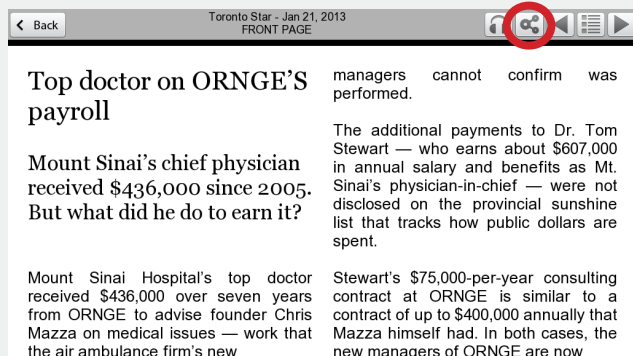 Back
Toronto Star - Jan 21, 2013
FRONT PAGE
Top doctor on ORNGE'S
payroll
Mount Sinai's chief physician
received $436,000 since 2005.
But what did he do to earn it?
Mount Sinai Hospital's top doctor
received $436,000 over seven years
from ORNGE to advise founder Chris
Mazza on medical issues — work that
the air ambulance firm's new
managers cannot confirm was
performed.
The additional payments to Dr. Tom
Stewart — who earns about $607,000
in annual salary and benefits as Mt.
Sinai's physician-in-chief — were not
disclosed on the provincial sunshine
list that tracks how public dollars are
spent.
Stewart's $75,000-per-year consulting
contract at ORNGE is similar to a
contract of up to $400,000 annually that
Mazza himself had. In both cases, the
new managers of ORNGE are now